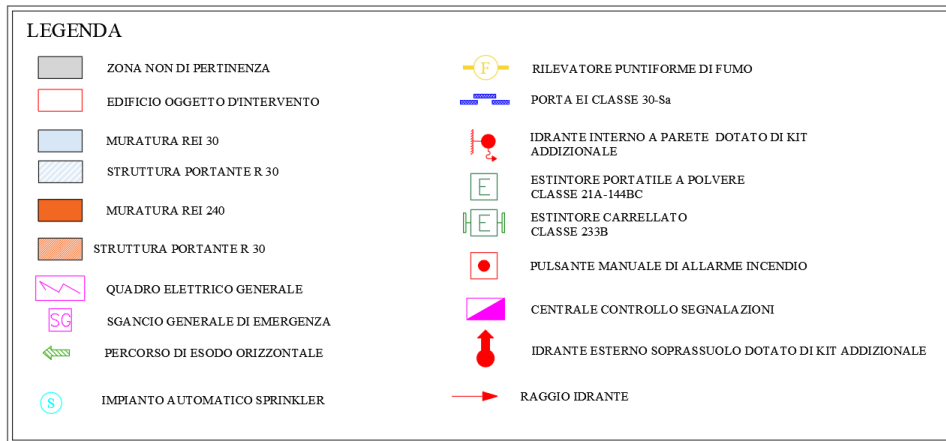 LEGENDA
ZONA NON DI PERTINENZA
EDIFICIO OGGETTO D'INTERVENTO
MURATURA REI 30
STRUTTURA PORTANTE R 30
MURATURA REI 240
STRUTTURA PORTANTE R 30
QUADRO ELETTRICO GENERALE
SG SGANCIO GENERALE DI EMERGENZA
PERCORSO DI ESODO ORIZZONTALE
S IMPIANTO AUTOMATICO SPRINKLER
F RILEVATORE PUNTIFORME DI FUMO
PORTA EI CLASSE 30-Sa
IDRANTE INTERNO A PARETE DOTATO DI KIT
ADDIZIONALE
E ESTINTORE PORTATILE A POLVERE
CLASSE 21A-144BC
E ESTINTORE CARRELLATO
CLASSE 233B
PULSANTE MANUALE DI ALLARME INCENDIO
CENTRALE CONTROLLO SEGNALAZIONI
IDRANTE ESTERNO SOPRASSUOLO DOTATO DI KIT ADDIZIONALE
RAGGIO IDRANTE